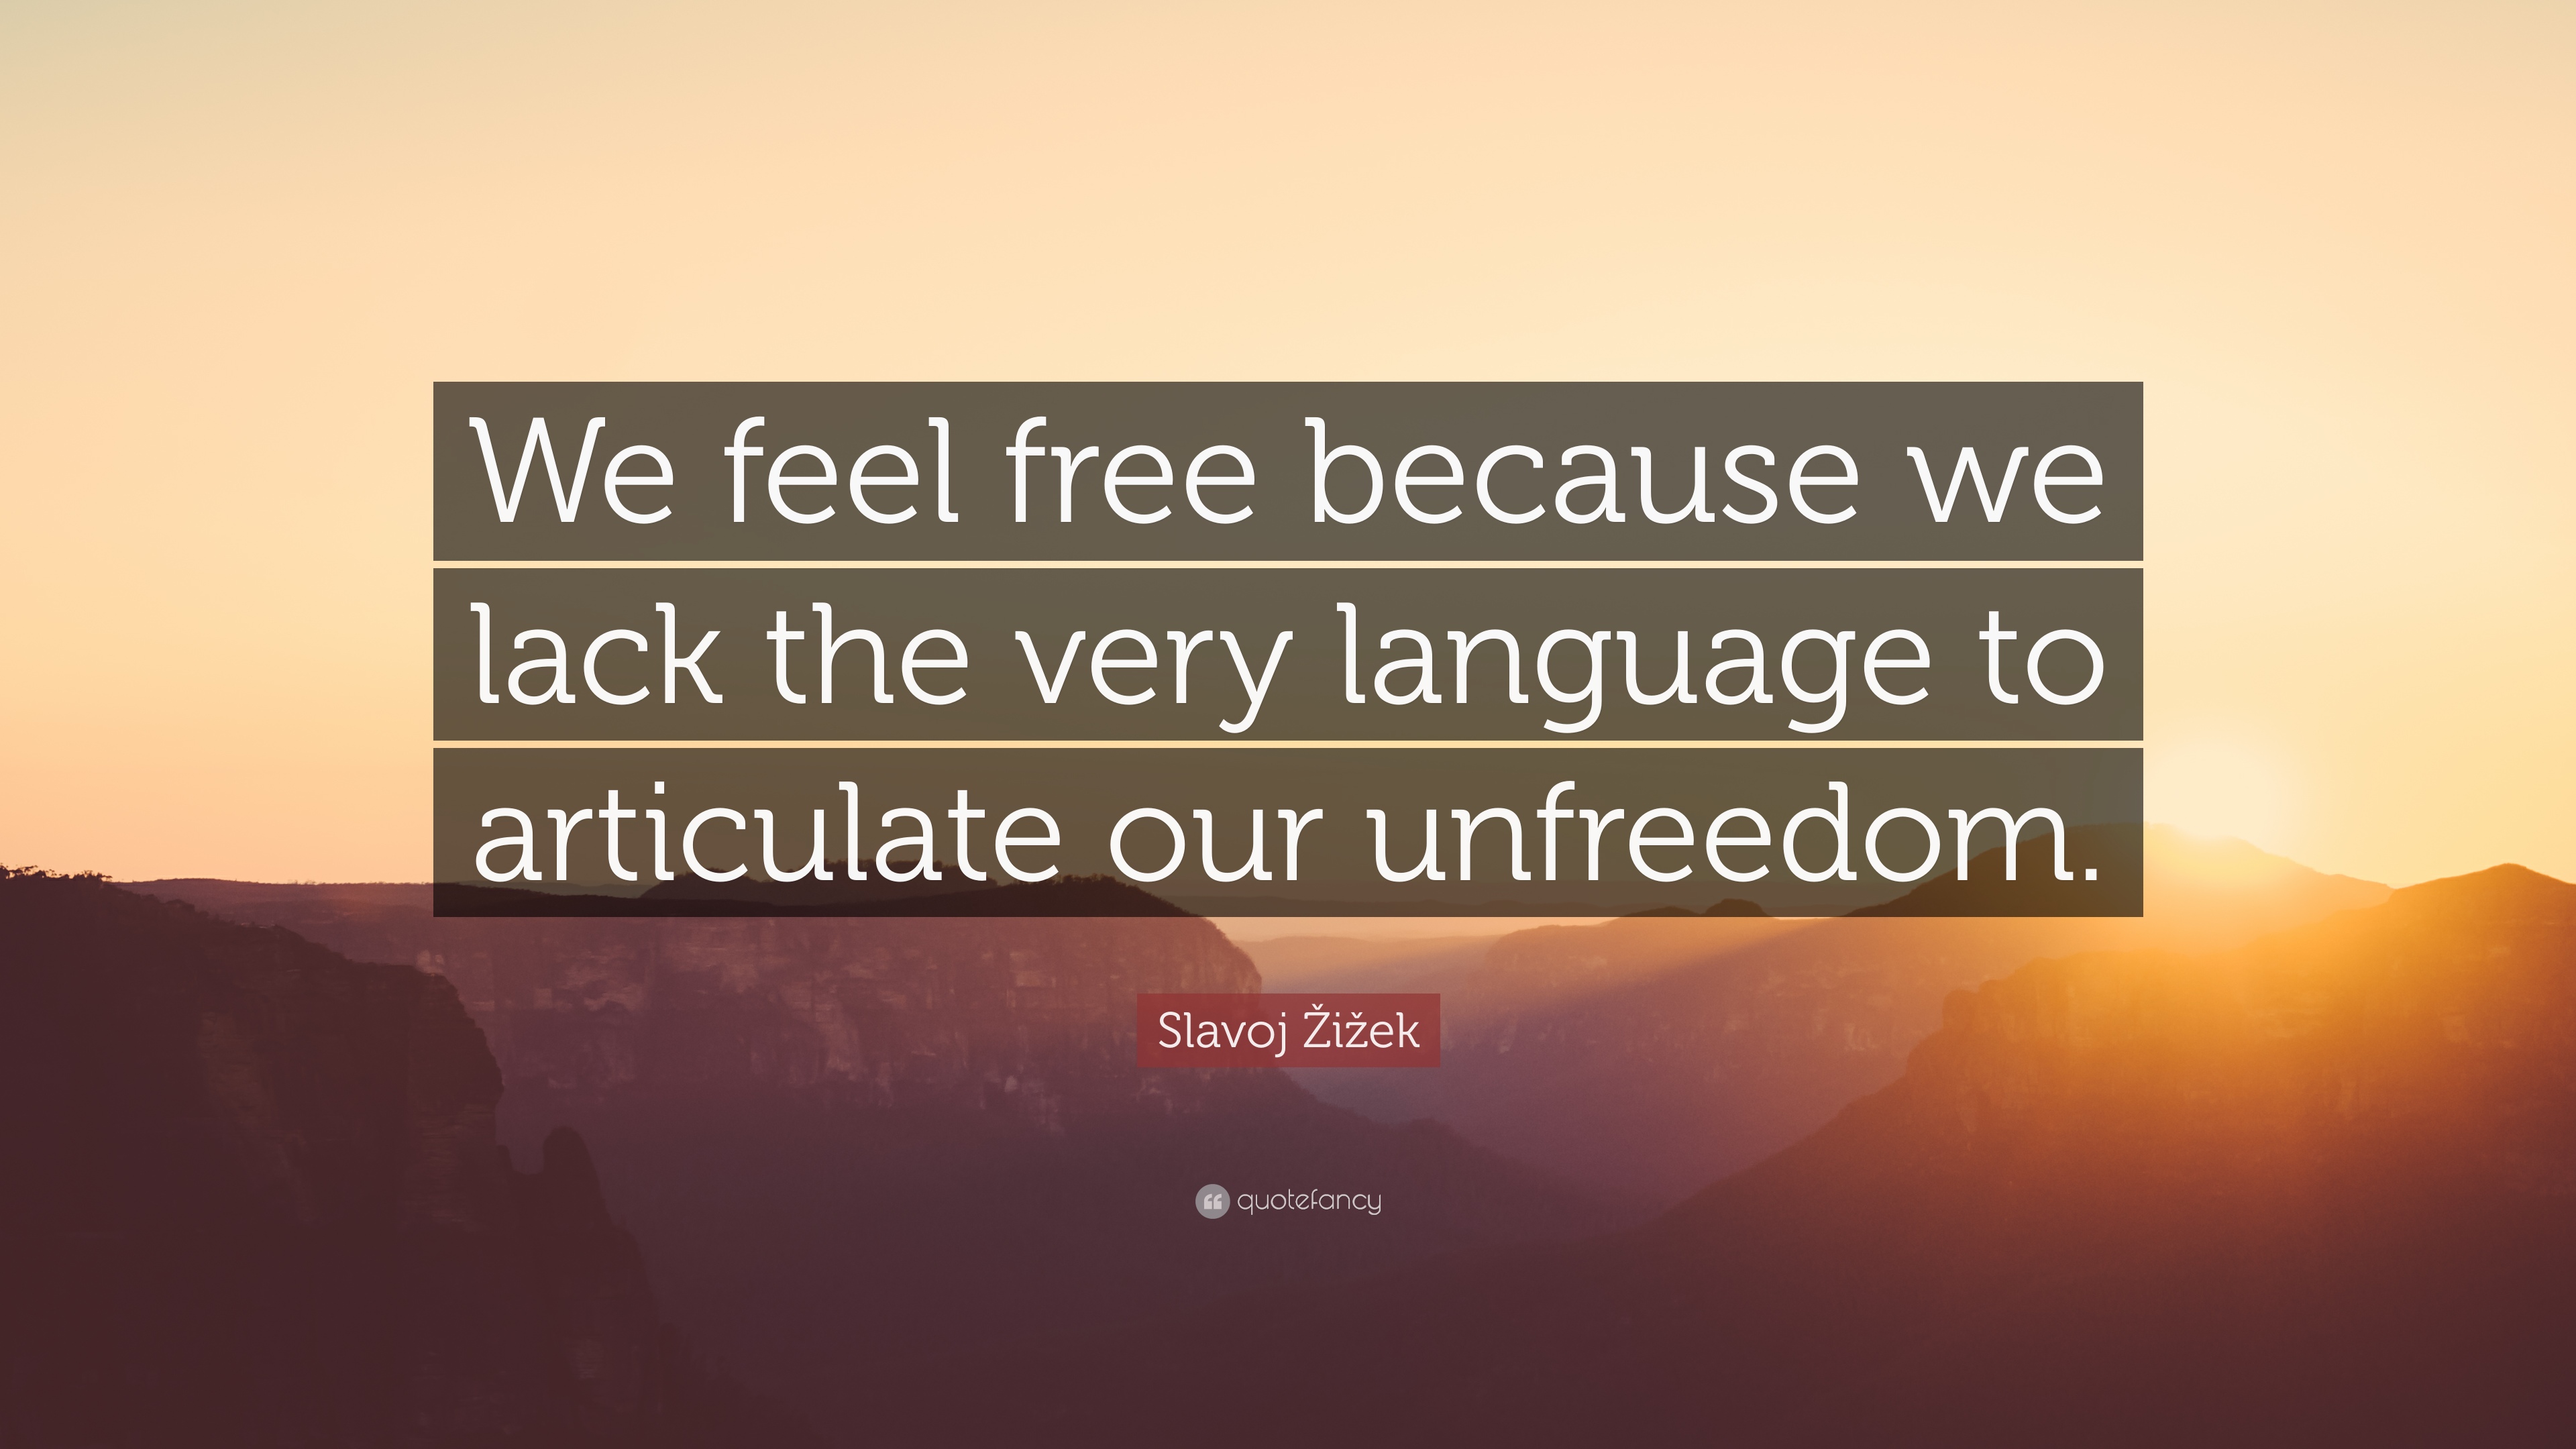 We feel free because we
lack the very language to
articulate our unfreedom.
Slavoj Žižek
quotefancy